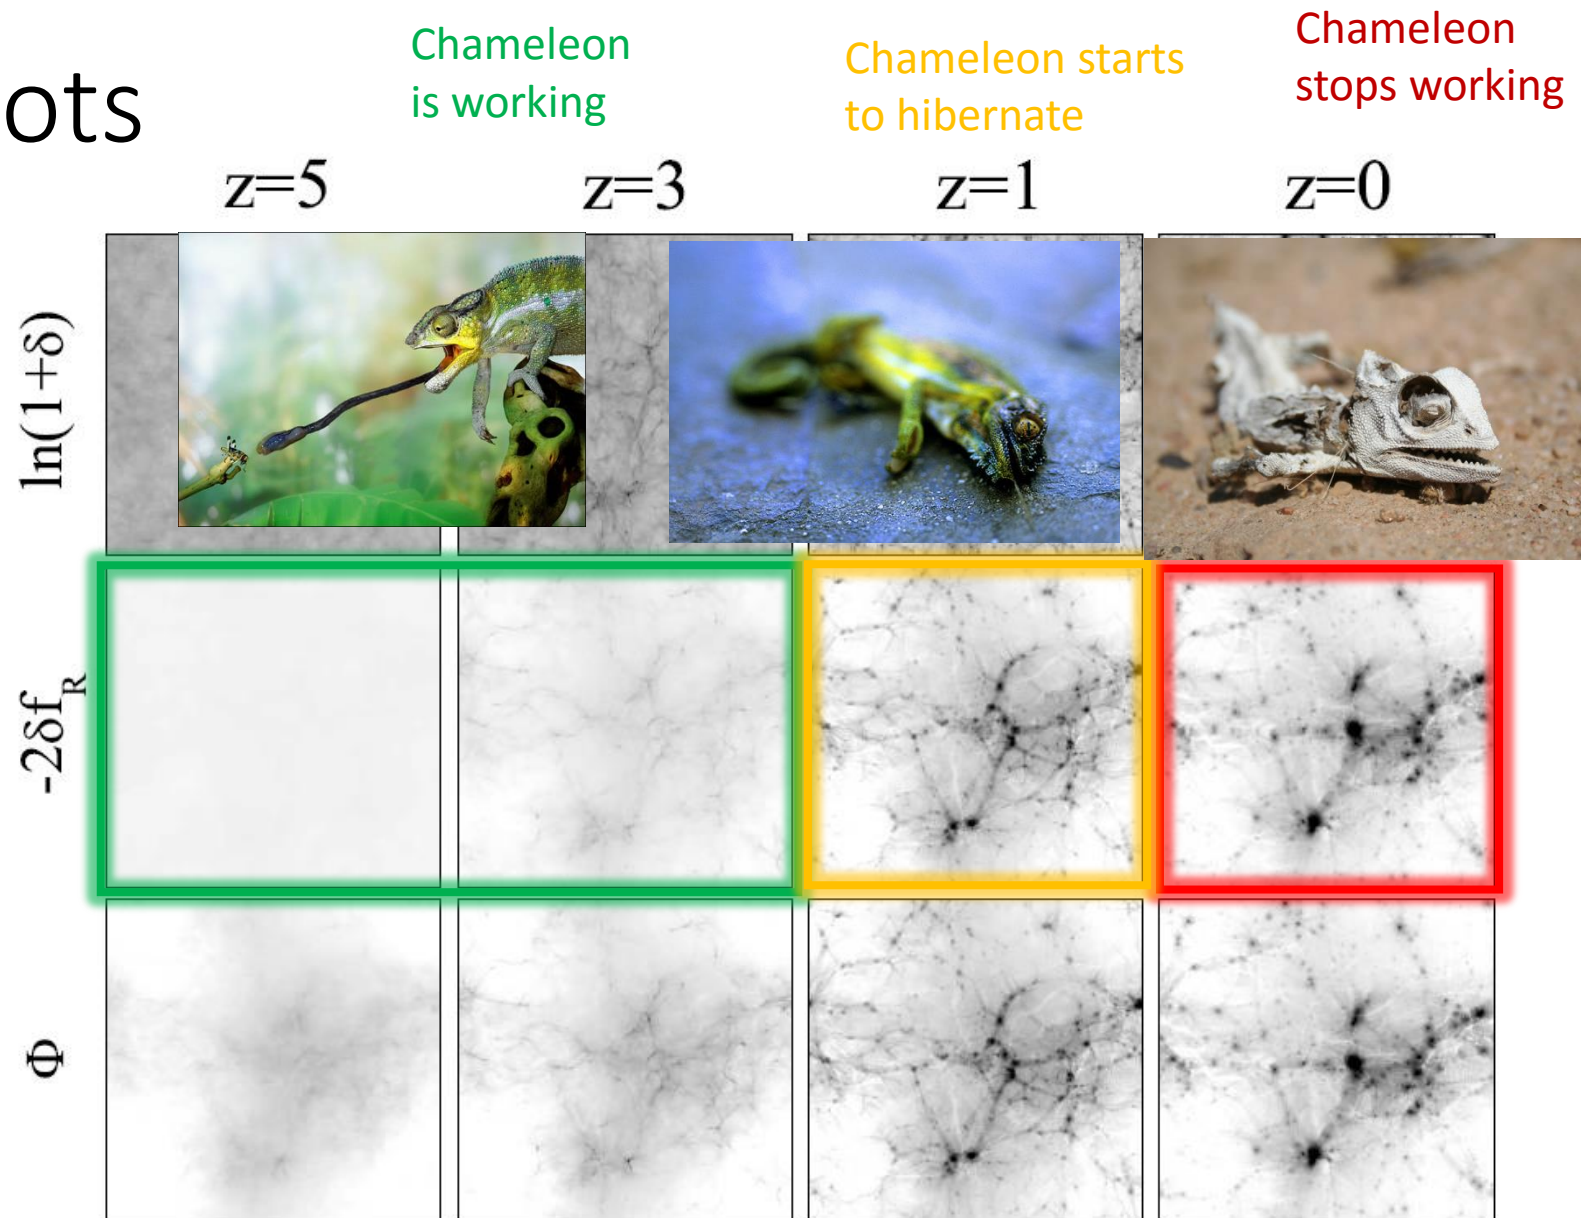 ots
Chameleon
is working
Chameleon starts
to hibernate
Chameleon
stops working
z=5
z=3
z=1
z=0
ln(1+δ)
-2δf_R
Φ